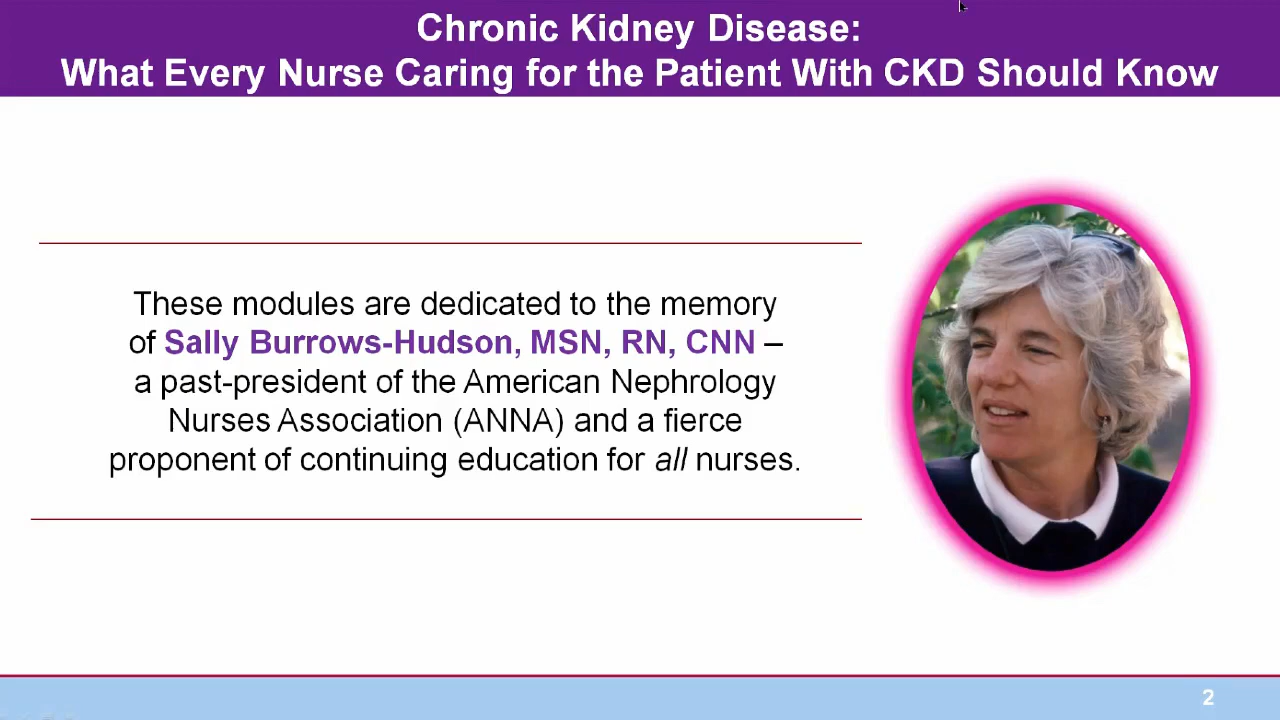 Chronic Kidney Disease:
What Every Nurse Caring for the Patient With CKD Should Know
These modules are dedicated to the memory
of Sally Burrows-Hudson, MSN, RN, CNN –
a past-president of the American Nephrology
Nurses Association (ANNA) and a fierce
proponent of continuing education for all nurses.
2